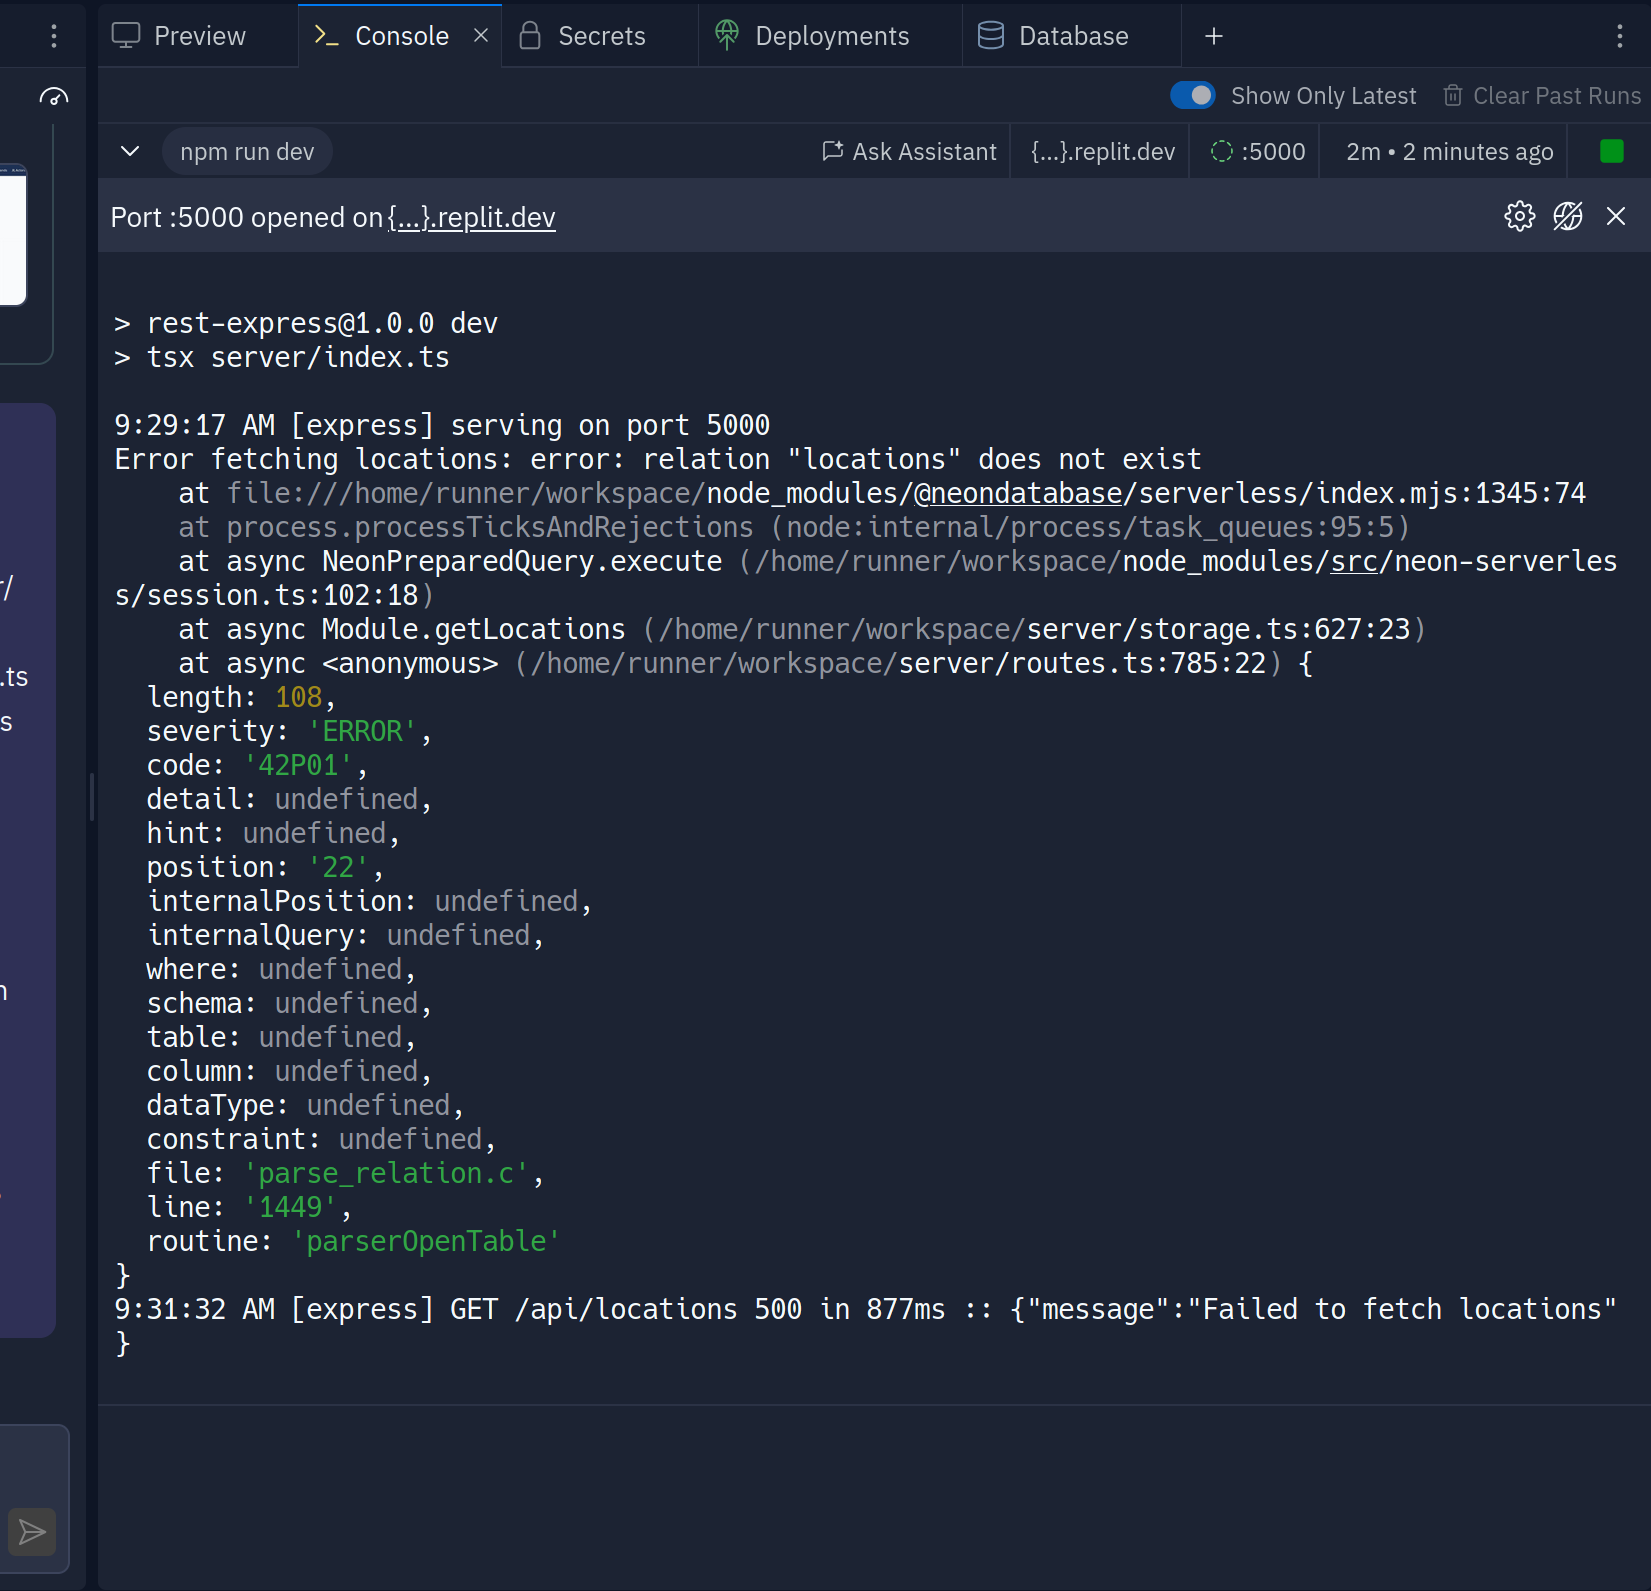 Preview
Console
Secrets
Deployments
Database
Show Only Latest
Clear Past Runs
npm run dev
Ask Assistant
{...}.replit.dev
:5000
2m • 2 minutes ago
Port :5000 opened on {...}.replit.dev
> rest-express@1.0.0 dev
> tsx server/index.ts
9:29:17 AM [express] serving on port 5000
Error fetching locations: error: relation "locations" does not exist
    at file:///home/runner/workspace/node_modules/@neondatabase/serverless/index.mjs:1345:74
    at process.processTicksAndRejections (node:internal/process/task_queues:95:5)
    at async NeonPreparedQuery.execute (/home/runner/workspace/node_modules/src/neon-serverles
s/session.ts:102:18)
    at async Module.getLocations (/home/runner/workspace/server/storage.ts:627:23)
    at async <anonymous> (/home/runner/workspace/server/routes.ts:785:22) {
  length: 108,
  severity: 'ERROR',
  code: '42P01',
  detail: undefined,
  hint: undefined,
  position: '22',
  internalPosition: undefined,
  internalQuery: undefined,
  where: undefined,
  schema: undefined,
  table: undefined,
  column: undefined,
  dataType: undefined,
  constraint: undefined,
  file: 'parse_relation.c',
  line: '1449',
  routine: 'parserOpenTable'
}
9:31:32 AM [express] GET /api/locations 500 in 877ms :: {"message":"Failed to fetch locations"
}
.ts